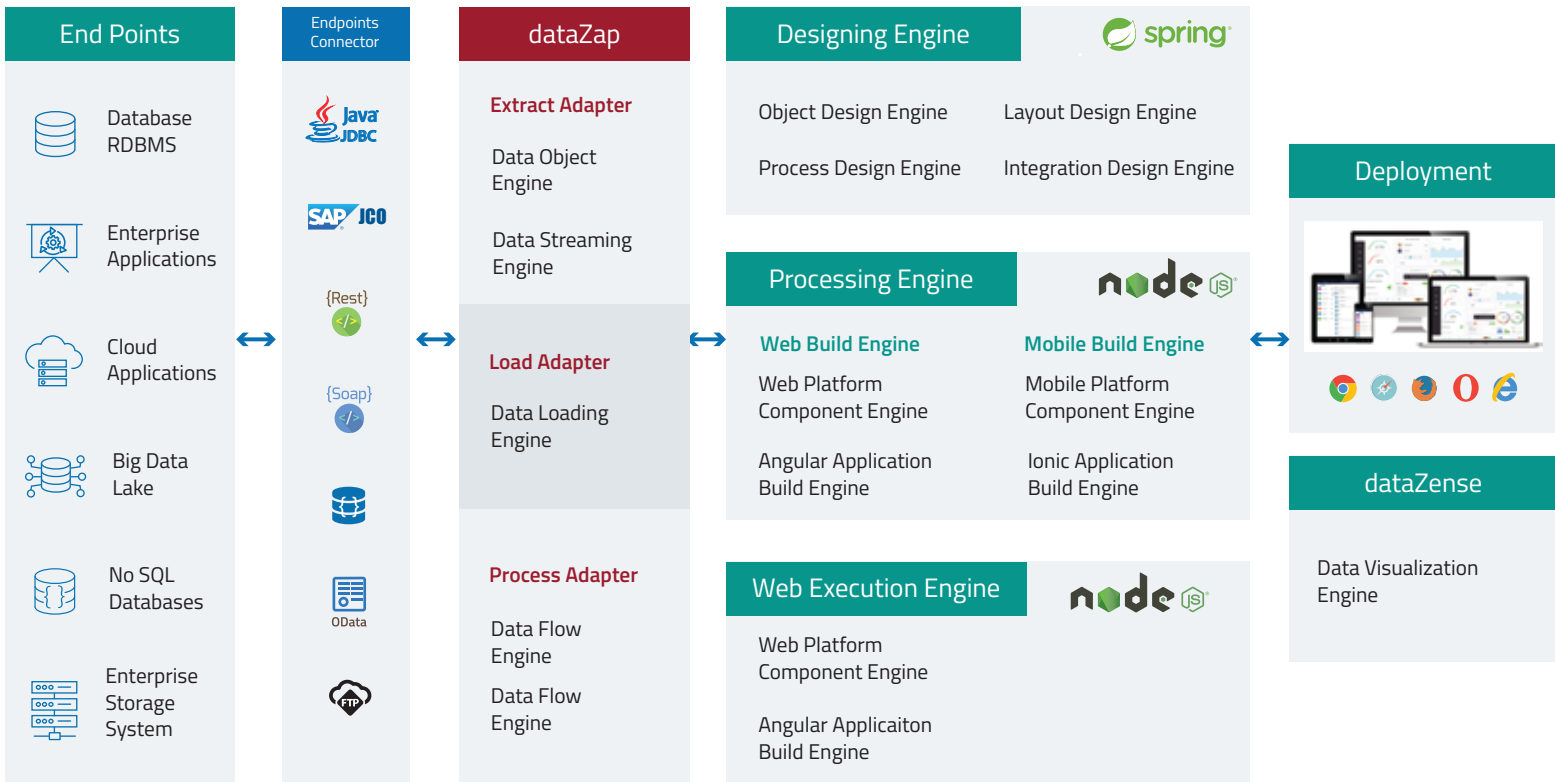 End Points
Database
RDBMS
Enterprise
Applications
Cloud
Applications
Big Data
Lake
No SQL
Databases
Enterprise
Storage
System
Endpoints
Connector
Java
JDBC
SAP JCO
{Rest}
</>
{Soap}
</>
{}
OData
FTP
dataZap
Extract Adapter
Data Object
Engine
Data Streaming
Engine
Load Adapter
Data Loading
Engine
Process Adapter
Data Flow
Engine
Data Flow
Engine
Designing Engine
spring
Object Design Engine
Layout Design Engine
Process Design Engine
Integration Design Engine
Processing Engine
node JS
Web Build Engine
Web Platform
Component Engine
Angular Application
Build Engine
Mobile Build Engine
Mobile Platform
Component Engine
Ionic Application
Build Engine
Web Execution Engine
node JS
Web Platform
Component Engine
Angular Applicaiton
Build Engine
Deployment
dataZense
Data Visualization
Engine